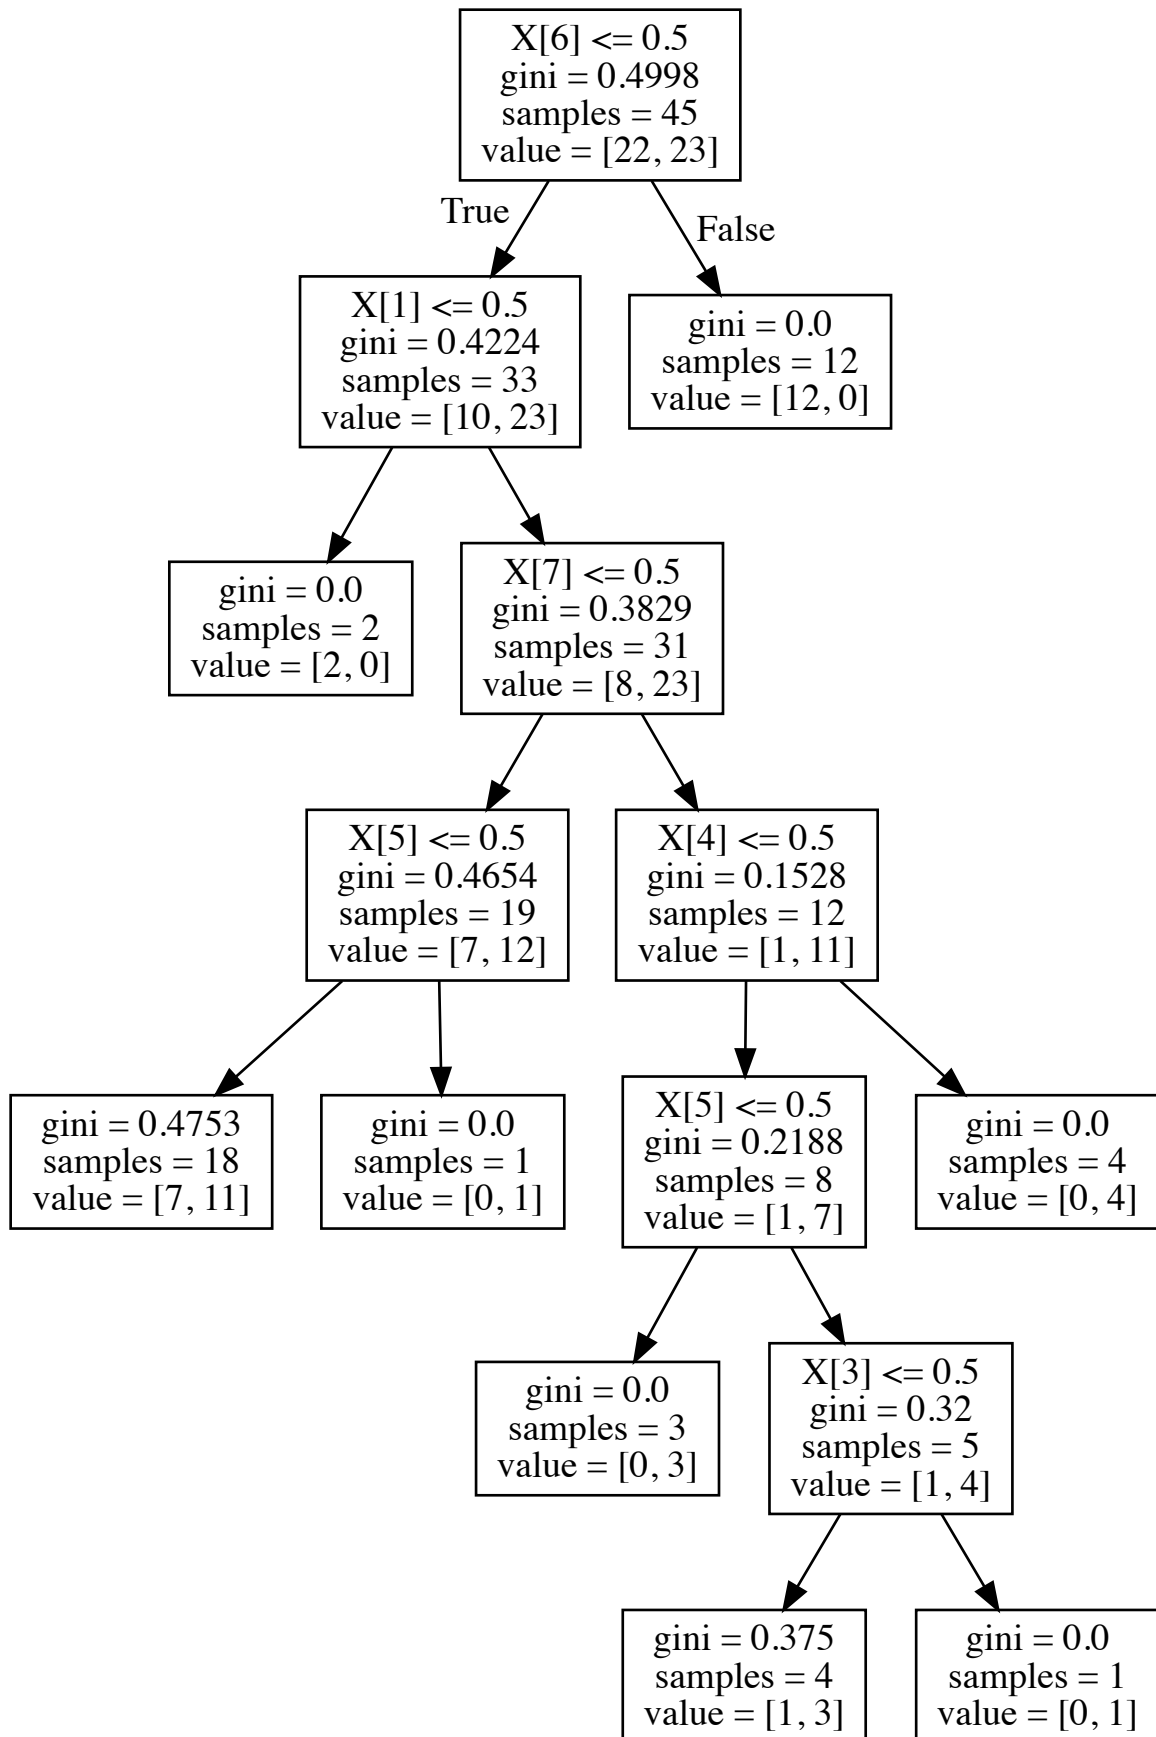 X[6] <= 0.5
gini = 0.4998
samples = 45
value = [22, 23]
True
False
X[1] <= 0.5
gini = 0.4224
samples = 33
value = [10, 23]
gini = 0.0
samples = 12
value = [12, 0]
gini = 0.0
samples = 2
value = [2, 0]
X[7] <= 0.5
gini = 0.3829
samples = 31
value = [8, 23]
X[5] <= 0.5
gini = 0.4654
samples = 19
value = [7, 12]
X[4] <= 0.5
gini = 0.1528
samples = 12
value = [1, 11]
gini = 0.4753
samples = 18
value = [7, 11]
gini = 0.0
samples = 1
value = [0, 1]
X[5] <= 0.5
gini = 0.2188
samples = 8
value = [1, 7]
gini = 0.0
samples = 4
value = [0, 4]
gini = 0.0
samples = 3
value = [0, 3]
X[3] <= 0.5
gini = 0.32
samples = 5
value = [1, 4]
gini = 0.375
samples = 4
value = [1, 3]
gini = 0.0
samples = 1
value = [0, 1]